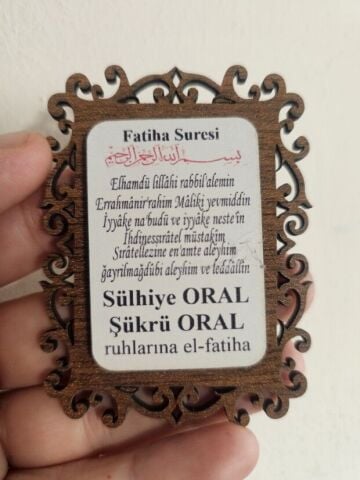 Fatiha Suresi
بسم الله الرحمن الرحيم
Elhamdü lillâhi rabbil'alemin
Errahmânir'rahim Mâliki yevmiddin
İyyâke na'budü ve iyyâke neste'în
İhdinessırâtel müstakîm
Sırâtellezine en'amte aleyhim
ğayrilmağdûbi aleyhim ve leddâllîn
Sülhiye ORAL
Şükrü ORAL
ruhlarına el-fatiha